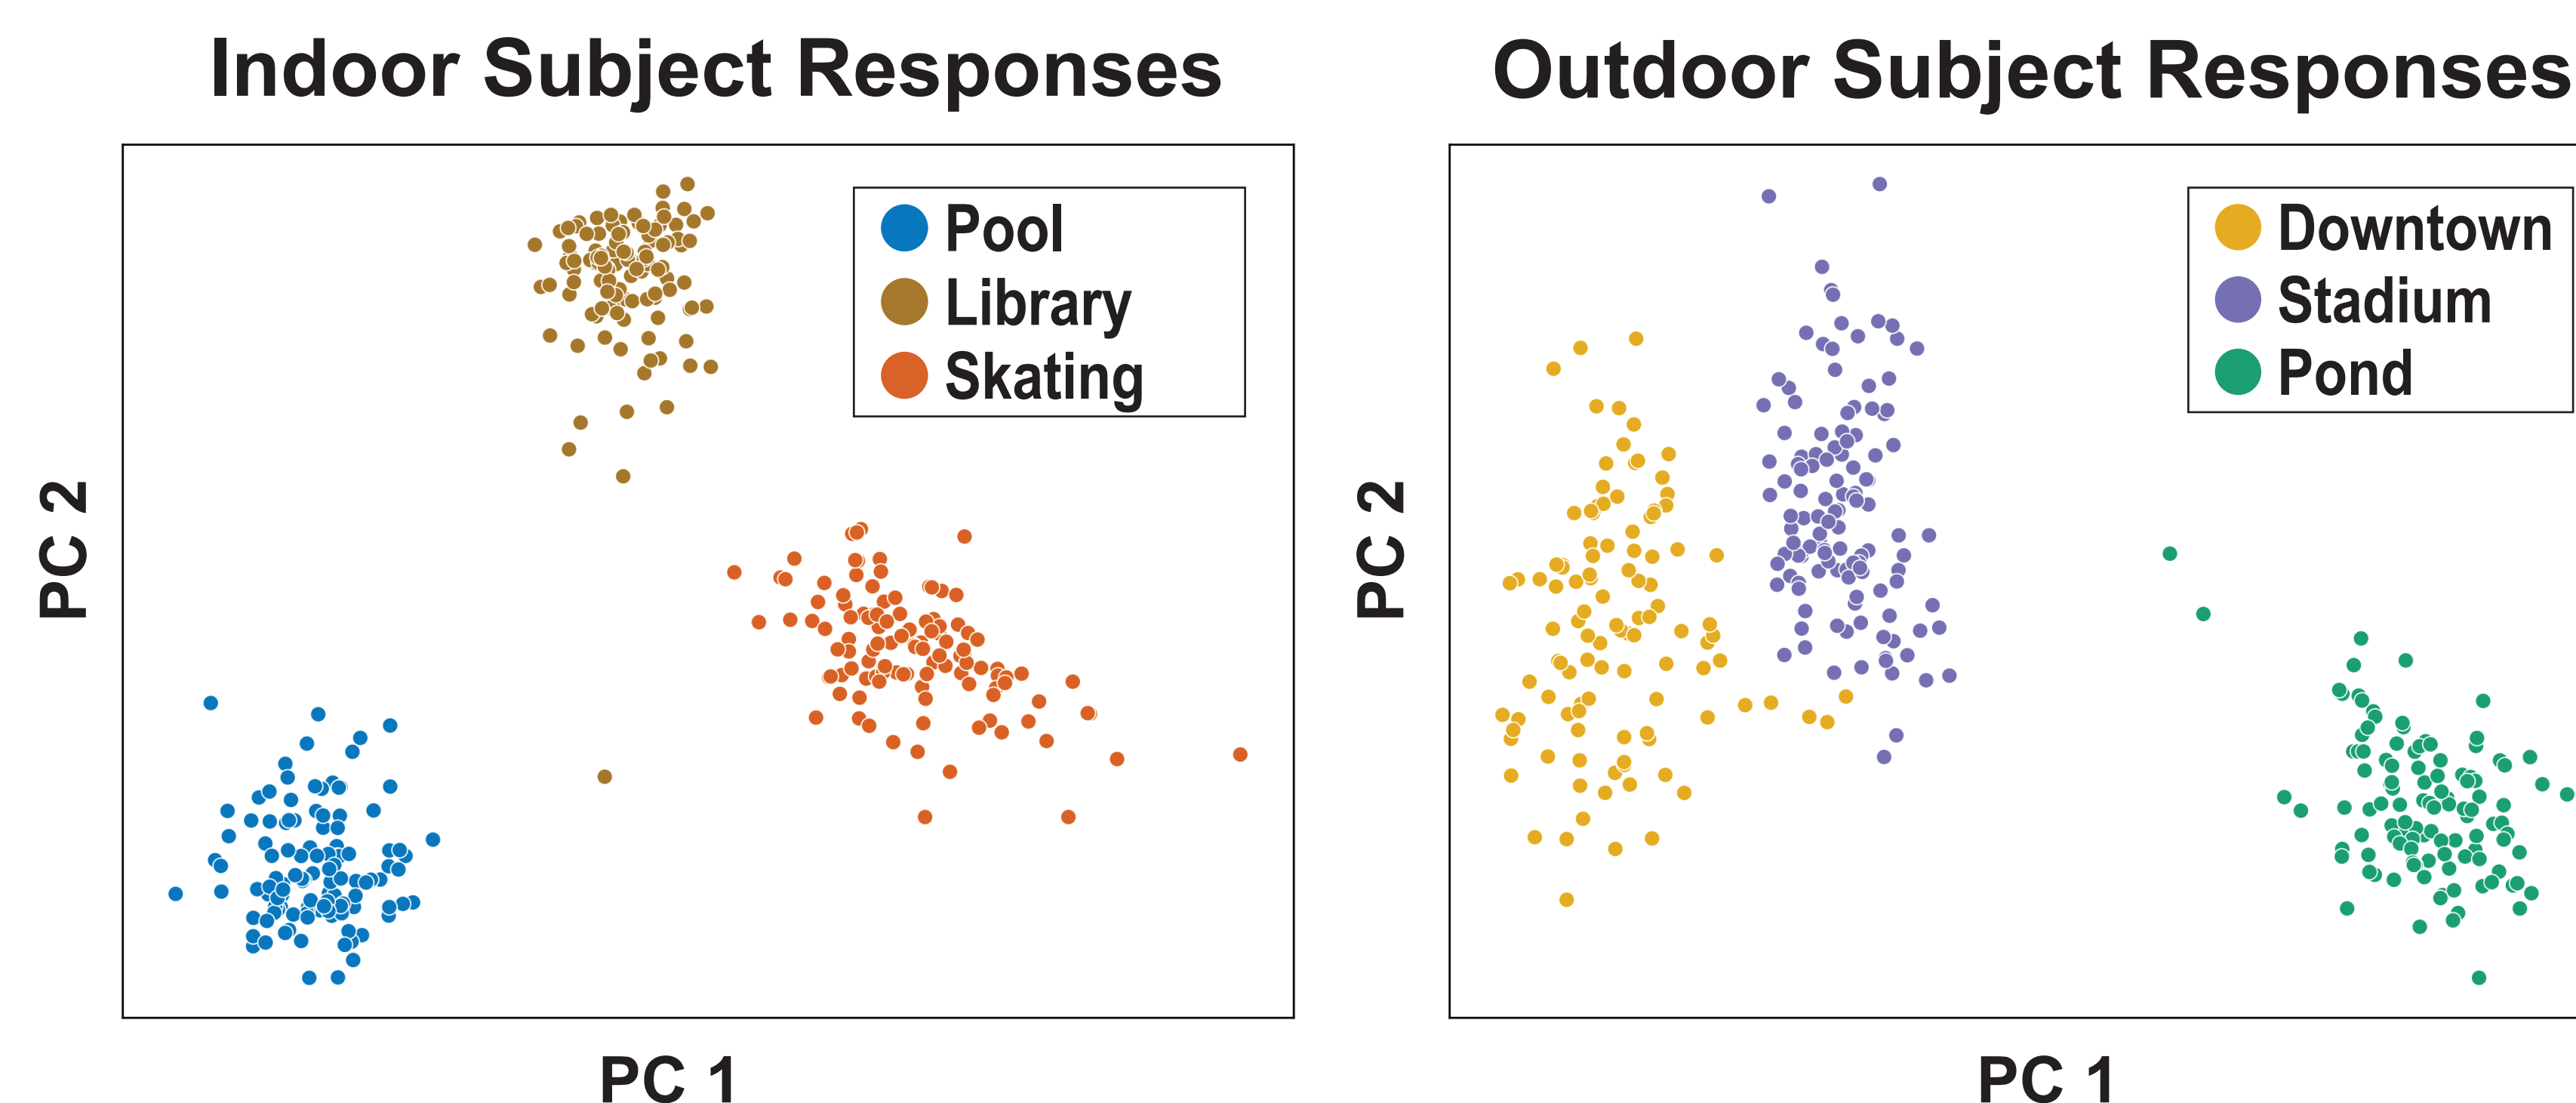 Indoor Subject Responses
Pool
Library
Skating
PC 2
PC 1
Outdoor Subject Responses
Downtown
Stadium
Pond
PC 2
PC 1